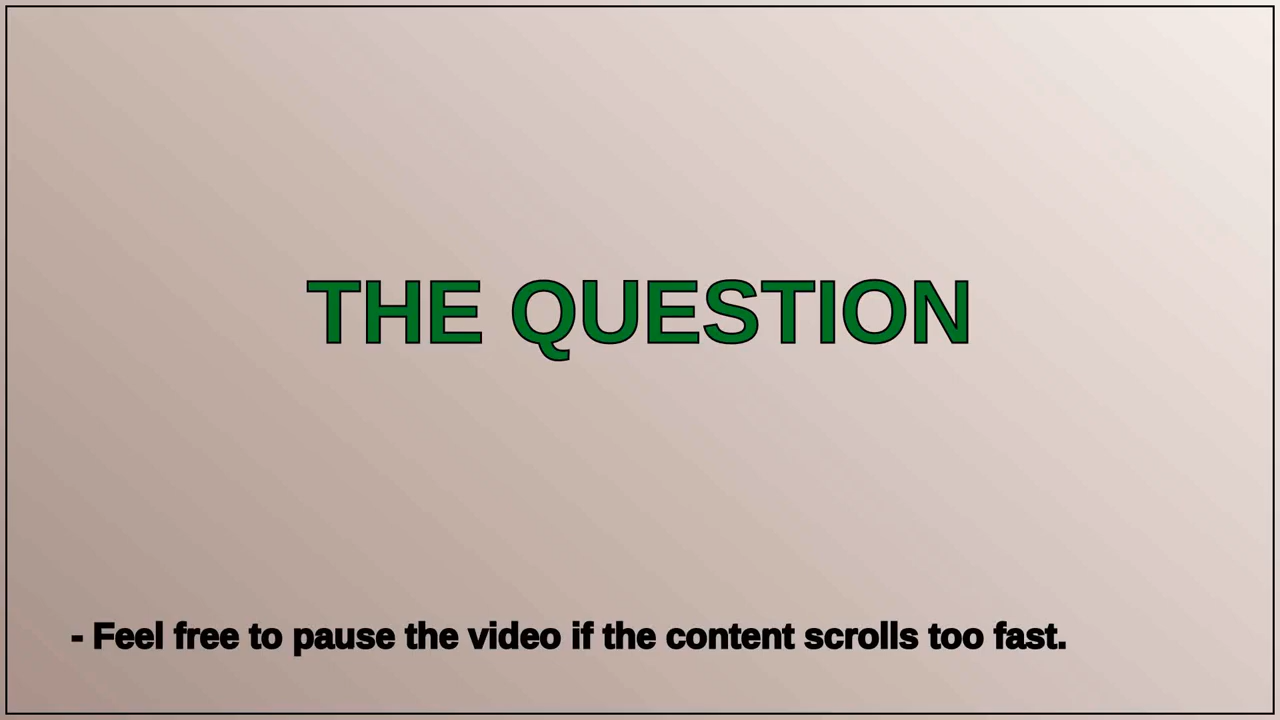 THE QUESTION
- Feel free to pause the video if the content scrolls too fast.